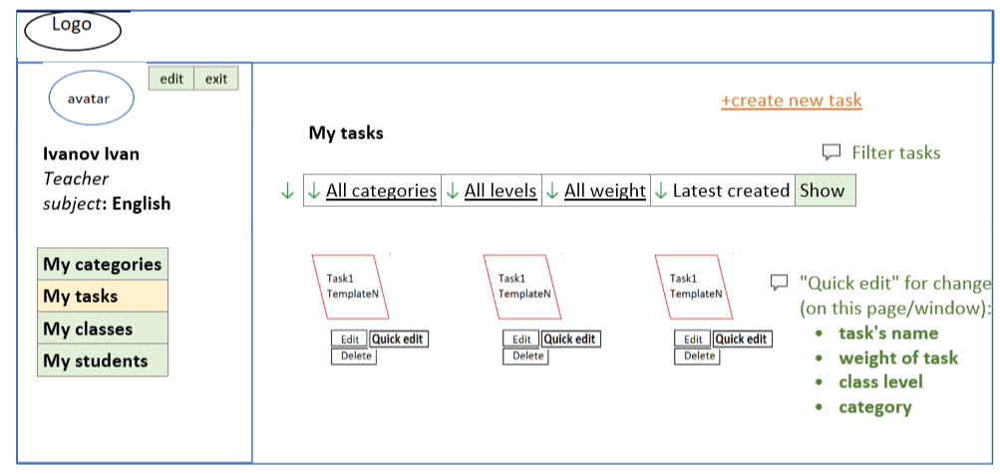 Logo
edit exit
avatar
+create new task
My tasks
Filter tasks
Ivanov Ivan
Teacher
subject: English
↓ ↓ All categories ↓ All levels ↓ All weight ↓ Latest created Show
My categories
My tasks
My classes
My students
Task1
TemplateN
Edit Quick edit
Delete
Task1
TemplateN
Edit Quick edit
Delete
Task1
TemplateN
Edit Quick edit
Delete
"Quick edit" for change
(on this page/window):
• task's name
• weight of task
• class level
• category